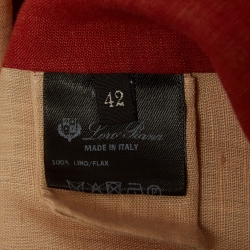 42
Loro Piana
MADE IN ITALY
100% LINO/FLAX